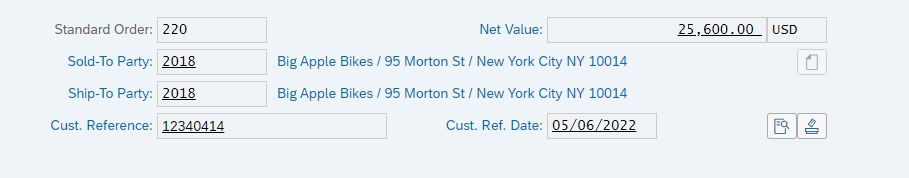 Standard Order: 220 Net Value: 25,600.00 USD
Sold-To Party: 2018 Big Apple Bikes / 95 Morton St / New York City NY 10014
Ship-To Party: 2018 Big Apple Bikes / 95 Morton St / New York City NY 10014
Cust. Reference: 12340414 Cust. Ref. Date: 05/06/2022